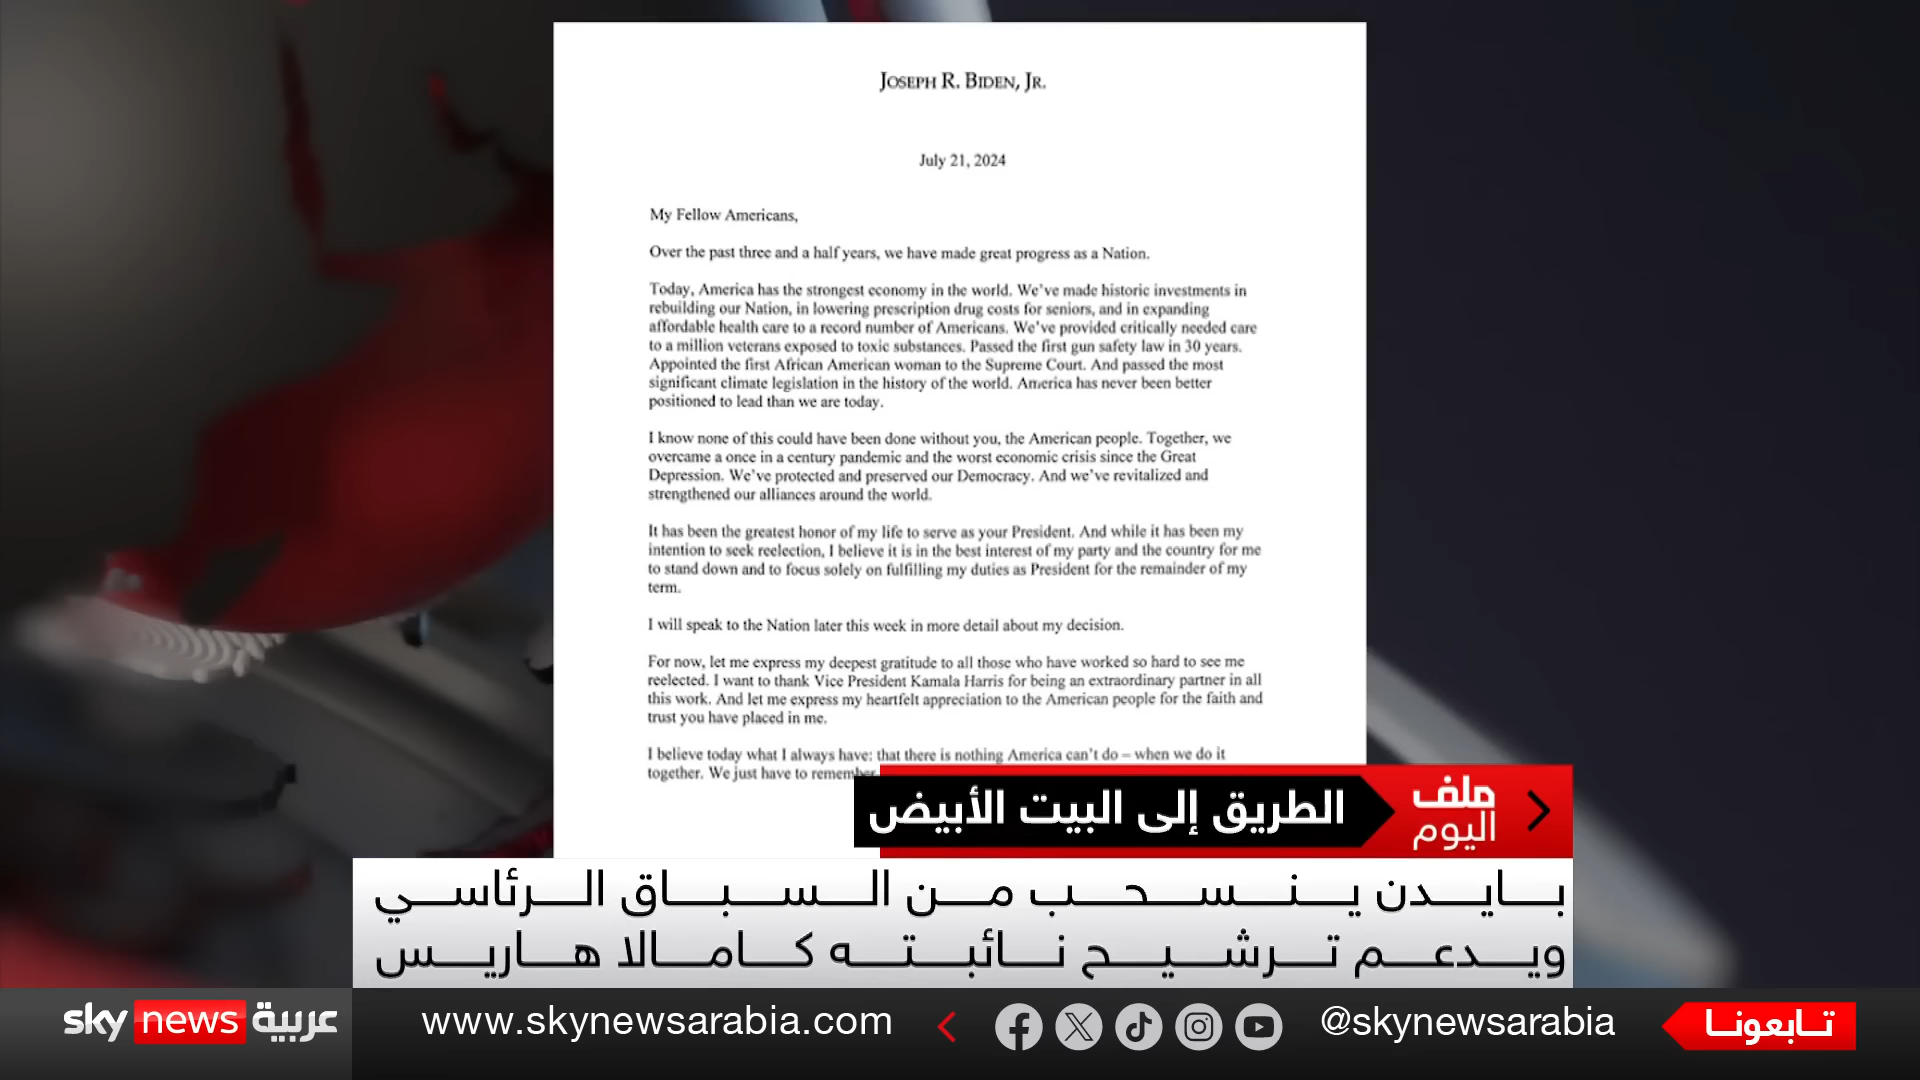 JOSEPH R. BIDEN, JR.
July 21, 2024
My Fellow Americans,
Over the past three and a half years, we have made great progress as a Nation.
Today, America has the strongest economy in the world. We've made historic investments in
rebuilding our Nation, in lowering prescription drug costs for seniors, and in expanding
affordable health care to a record number of Americans. We've provided critically needed care
to a million veterans exposed to toxic substances. Passed the first gun safety law in 30 years.
Appointed the first African American woman to the Supreme Court. And passed the most
significant climate legislation in the history of the world. America has never been better
positioned to lead than we are today.
I know none of this could have been done without you, the American people. Together, we
overcame a once in a century pandemic and the worst economic crisis since the Great
Depression. We've protected and preserved our Democracy. And we've revitalized and
strengthened our alliances around the world.
It has been the greatest honor of my life to serve as your President. And while it has been my
intention to seek reelection, I believe it is in the best interest of my party and the country for me
to stand down and to focus solely on fulfilling my duties as President for the remainder of my
term.
I will speak to the Nation later this week in more detail about my decision.
For now, let me express my deepest gratitude to all those who have worked so hard to see me
reelected. I want to thank Vice President Kamala Harris for being an extraordinary partner in all
this work. And let me express my heartfelt appreciation to the American people for the faith and
trust you have placed in me.
I believe today what I always have: that there is nothing America can't do – when we do it
together. We just have to remember
ملف اليوم
الطريق إلى البيت الأبيض
بايدن ينسحب من السباق الرئاسي
ويدعم ترشيح نائبته كامالا هاريس
sky news عربية
www.skynewsarabia.com
@skynewsarabia
تابعونا